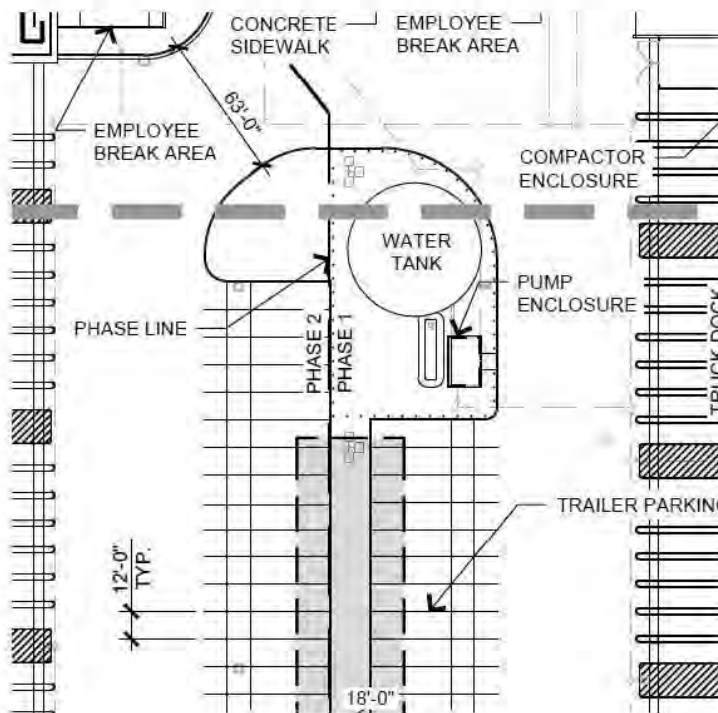 CONCRETE
SIDEWALK
EMPLOYEE
BREAK AREA
63'-0"
EMPLOYEE
BREAK AREA
COMPACTOR
ENCLOSURE
WATER
TANK
PUMP
ENCLOSURE
PHASE LINE
PHASE 2
PHASE 1
TRUCK DOCK
TRAILER PARKING
12'-0"
TYP.
18'-0"